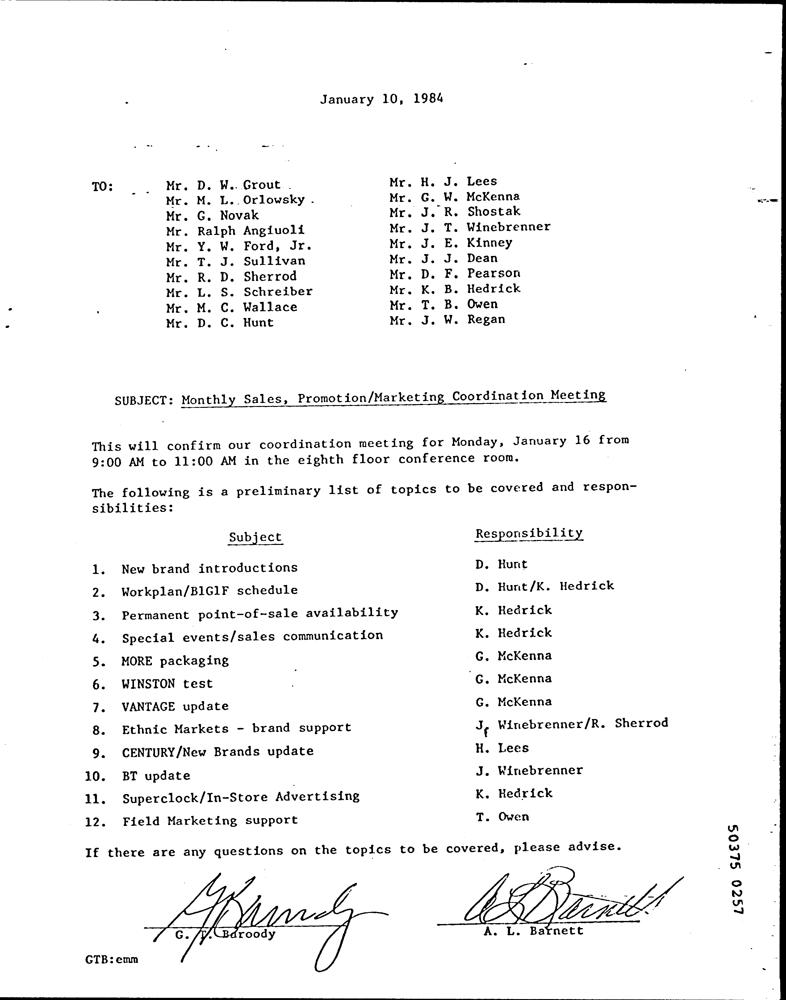 January 10, 1984
TO:
Mr. D. W. Grout
Mr. M. L. Orlowsky
Mr. G. Novak
Mr. Ralph Angiuoli
Mr. Y. W. Ford, Jr.
Mr. T. J. Sullivan
Mr. R. D. Sherrod
Mr. L. S. Schreiber
Mr. M. C. Wallace
Mr. D. C. Hunt
Mr. H. J. Lees
Mr. G. W. McKenna
Mr. J. R. Shostak
Mr. J. T. Winebrenner
Mr. J. E. Kinney
Mr. J. J. Dean
Mr. D. F. Pearson
Mr. K. B. Hedrick
Mr. T. B. Owen
Mr. J. W. Regan
SUBJECT: Monthly Sales, Promotion/Marketing Coordination Meeting
This will confirm our coordination meeting for Monday, January 16 from
9:00 AM to 11:00 AM in the eighth floor conference room.
The following is a preliminary list of topics to be covered and respon-
sibilities:
Subject Responsibility
1. New brand introductions D. Hunt
2. Workplan/B1G1F schedule D. Hunt/K. Hedrick
3. Permanent point-of-sale availability K. Hedrick
4. Special events/sales communication K. Hedrick
5. MORE packaging G. McKenna
6. WINSTON test G. McKenna
7. VANTAGE update G. McKenna
8. Ethnic Markets - brand support J. Winebrenner/R. Sherrod
9. CENTURY/New Brands update H. Lees
10. BT update J. Winebrenner
11. Superclock/In-Store Advertising K. Hedrick
12. Field Marketing support T. Owen
If there are any questions on the topics to be covered, please advise.
G. T. Baroody A. L. Barnett
GTB:emm
50375 0257